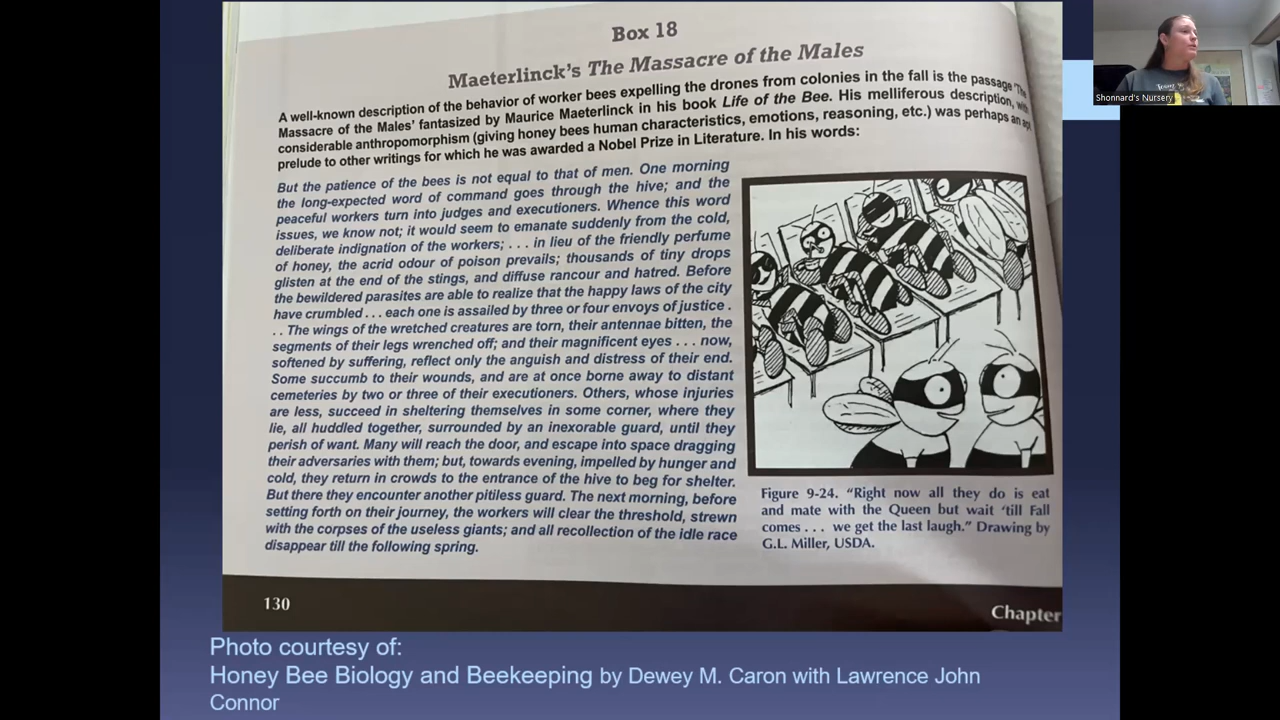 Box 18
Maeterlinck's The Massacre of the Males
A well-known description of the behavior of worker bees expelling the drones from colonies in the fall is the passage 'The
Massacre of the Males' fantasized by Maurice Maeterlinck in his book Life of the Bee. His melliferous description, with
considerable anthropomorphism (giving honey bees human characteristics, emotions, reasoning, etc.) was perhaps an apt
prelude to other writings for which he was awarded a Nobel Prize in Literature. In his words:
But the patience of the bees is not equal to that of men. One morning
the long-expected word of command goes through the hive; and the
peaceful workers turn into judges and executioners. Whence this word
issues, we know not; it would seem to emanate suddenly from the cold,
deliberate indignation of the workers; . . . in lieu of the friendly perfume
of honey, the acrid odour of poison prevails; thousands of tiny drops
glisten at the end of the stings, and diffuse rancour and hatred. Before
the bewildered parasites are able to realize that the happy laws of the city
have crumbled . . . each one is assailed by three or four envoys of justice .
. . The wings of the wretched creatures are torn, their antennae bitten, the
segments of their legs wrenched off; and their magnificent eyes . . . now,
softened by suffering, reflect only the anguish and distress of their end.
Some succumb to their wounds, and are at once borne away to distant
cemeteries by two or three of their executioners. Others, whose injuries
are less, succeed in sheltering themselves in some corner, where they
lie, all huddled together, surrounded by an inexorable guard, until they
perish of want. Many will reach the door, and escape into space dragging
their adversaries with them; but, towards evening, impelled by hunger and
cold, they return in crowds to the entrance of the hive to beg for shelter.
But there they encounter another pitiless guard. The next morning, before
setting forth on their journey, the workers will clear the threshold, strewn
with the corpses of the useless giants; and all recollection of the idle race
disappear till the following spring.
Figure 9-24. "Right now all they do is eat
and mate with the Queen but wait 'till Fall
comes . . . we get the last laugh." Drawing by
G.L. Miller, USDA.
130
Chapter
Photo courtesy of:
Honey Bee Biology and Beekeeping by Dewey M. Caron with Lawrence John
Connor
Shonnard's Nursery